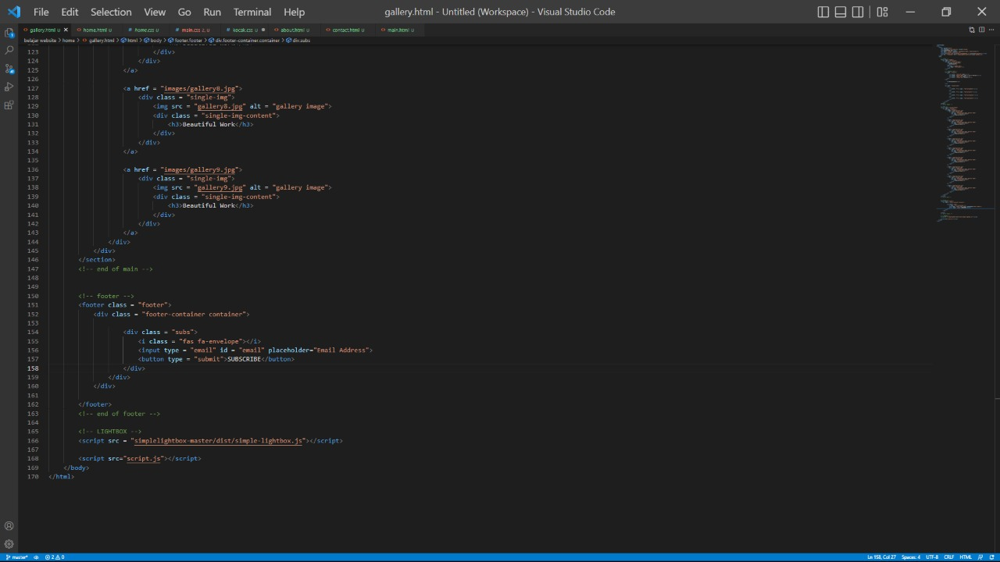 File Edit Selection View Go Run Terminal Help gallery.html - Untitled (Workspace) - Visual Studio Code
gallery.html U home.html U home.css U main.css 2, U kocak.css U about.html U contact.html U main.html U
belajar website > home > gallery.html > html > body > footer.footer > div.footer-container.container > div.subs
123 </div>
124 </div>
125 </a>
126
127 <a href = "images/gallery8.jpg">
128 <div class = "single-img">
129 <img src = "gallery8.jpg" alt = "gallery image">
130 <div class = "single-img-content">
131 <h3>Beautiful Work</h3>
132 </div>
133 </div>
134 </a>
135
136 <a href = "images/gallery9.jpg">
137 <div class = "single-img">
138 <img src = "gallery9.jpg" alt = "gallery image">
139 <div class = "single-img-content">
140 <h3>Beautiful Work</h3>
141 </div>
142 </div>
143 </a>
144 </div>
145 </div>
146 </section>
147 <!-- end of main -->
148
149
150 <!-- footer -->
151 <footer class = "footer">
152 <div class = "footer-container container">
153
154 <div class = "subs">
155 <i class = "fas fa-envelope"></i>
156 <input type = "email" id = "email" placeholder="Email Address">
157 <button type = "submit">SUBSCRIBE</button>
158 </div>
159 </div>
160 </div>
161
162 </footer>
163 <!-- end of footer -->
164
165 <!-- LIGHTBOX -->
166 <script src = "simplelightbox-master/dist/simple-lightbox.js"></script>
167
168 <script src="script.js"></script>
169 </body>
170 </html>
master* 2 0 Ln 158, Col 27 Spaces: 4 UTF-8 CRLF HTML